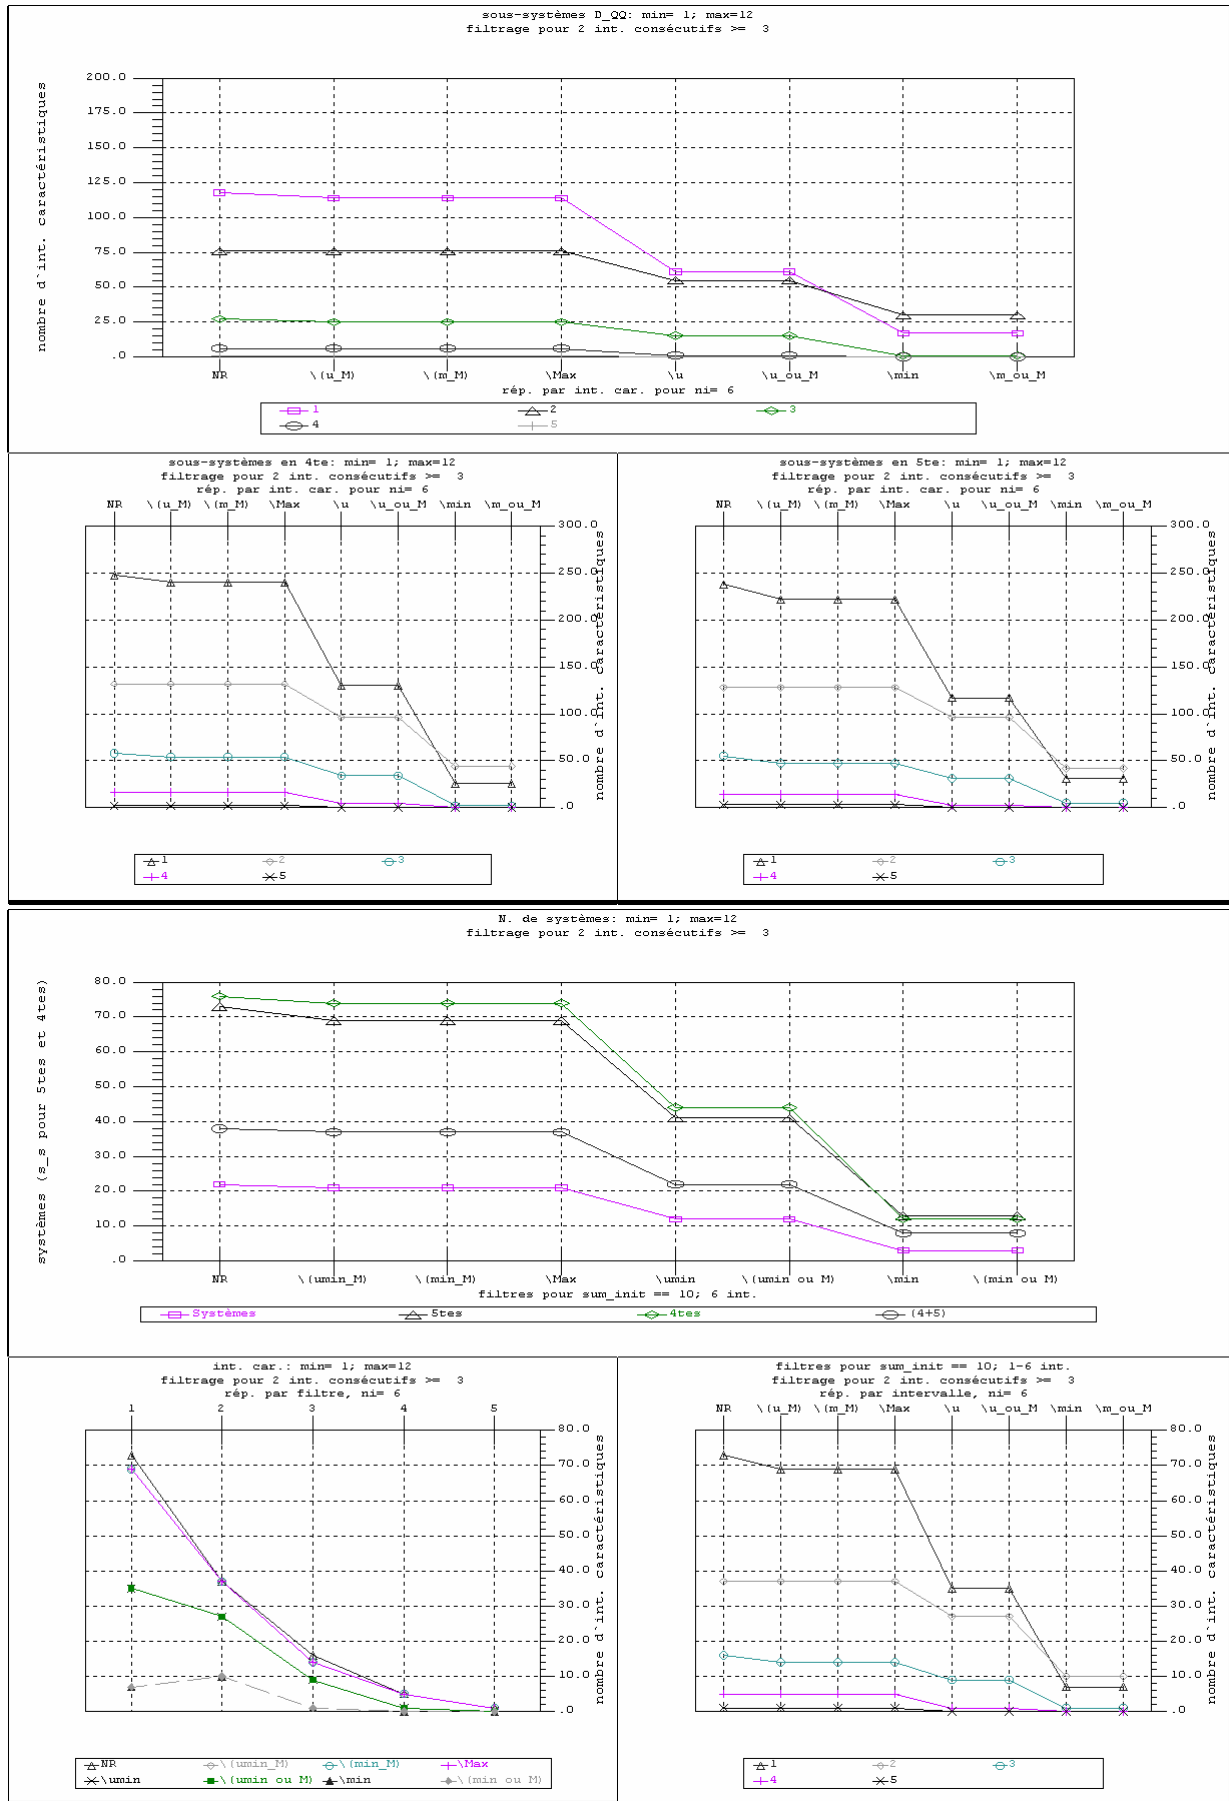 sous-systèmes D_QQ: min= 1; max=12
filtrage pour 2 int. consécutifs >=  3
nombre d`int. caractéristiques
200.0
175.0
150.0
125.0
100.0
75.0
50.0
25.0
.0
NR \(u_M) \(m_M) \Max \u \u_ou_M \min \m_ou_M
rép. par int. car. pour ni= 6
1 2 3
4 5
sous-systèmes en 4te: min= 1; max=12
filtrage pour 2 int. consécutifs >=  3
rép. par int. car. pour ni= 6
NR \(u_M) \(m_M) \Max \u \u_ou_M \min \m_ou_M
300.0
250.0
200.0
150.0
100.0
50.0
.0
nombre d`int. caractéristiques
1 2 3
4 5
sous-systèmes en 5te: min= 1; max=12
filtrage pour 2 int. consécutifs >=  3
rép. par int. car. pour ni= 6
NR \(u_M) \(m_M) \Max \u \u_ou_M \min \m_ou_M
300.0
250.0
200.0
150.0
100.0
50.0
.0
nombre d`int. caractéristiques
1 2 3
4 5
N. de systèmes: min= 1; max=12
filtrage pour 2 int. consécutifs >=  3
systèmes (s_s pour 5tes et 4tes)
80.0
70.0
60.0
50.0
40.0
30.0
20.0
10.0
.0
NR \(umin_M) \(min_M) \Max \umin \(umin ou M) \min \(min ou M)
filtres pour sum_init == 10; 6 int.
Systèmes 5tes 4tes (4+5)
int. car.: min= 1; max=12
filtrage pour 2 int. consécutifs >=  3
rép. par filtre, ni= 6
1 2 3 4 5
80.0
70.0
60.0
50.0
40.0
30.0
20.0
10.0
.0
nombre d`int. caractéristiques
NR \(umin_M) \(min_M) \Max
\umin \(umin ou M) \min \(min ou M)
filtres pour sum_init == 10; 1-6 int.
filtrage pour 2 int. consécutifs >=  3
rép. par intervalle, ni= 6
NR \(u_M) \(m_M) \Max \u \u_ou_M \min \m_ou_M
80.0
70.0
60.0
50.0
40.0
30.0
20.0
10.0
.0
nombre d`int. caractéristiques
1 2 3
4 5